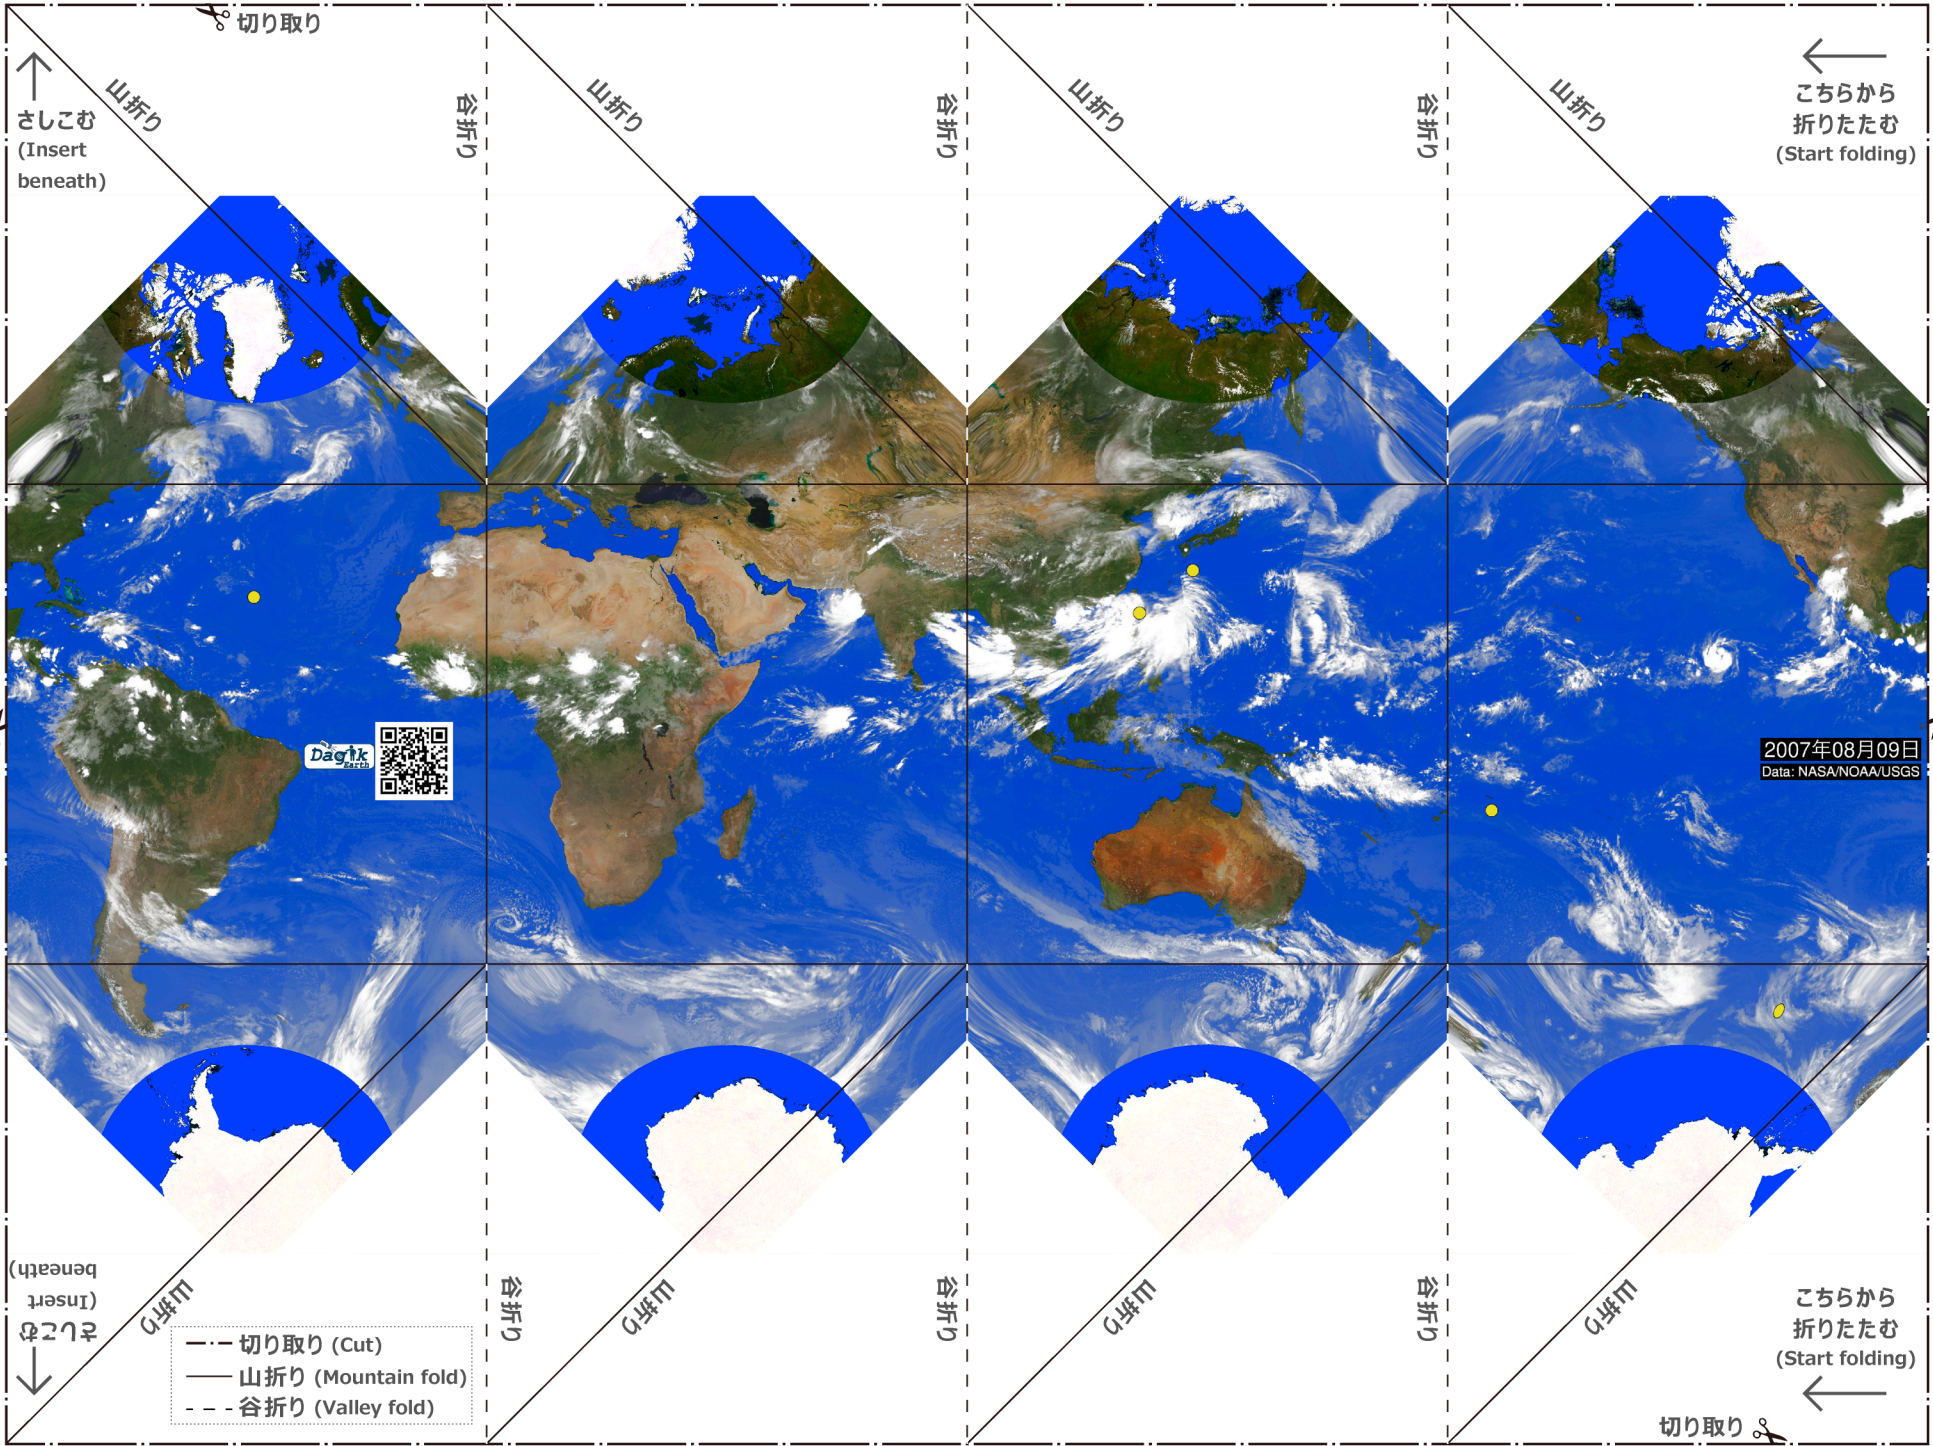 切り取り
山折り
谷折り
山折り
谷折り
山折り
谷折り
山折り
さしこむ
(Insert
beneath)
こちらから
折りたたむ
(Start folding)
Dagik
Earth
2007年08月09日
Data: NASA/NOAA/USGS
さしこむ
(Insert
beneath)
山折り
谷折り
山折り
谷折り
山折り
谷折り
山折り
こちらから
折りたたむ
(Start folding)
切り取り (Cut)
山折り (Mountain fold)
谷折り (Valley fold)
切り取り